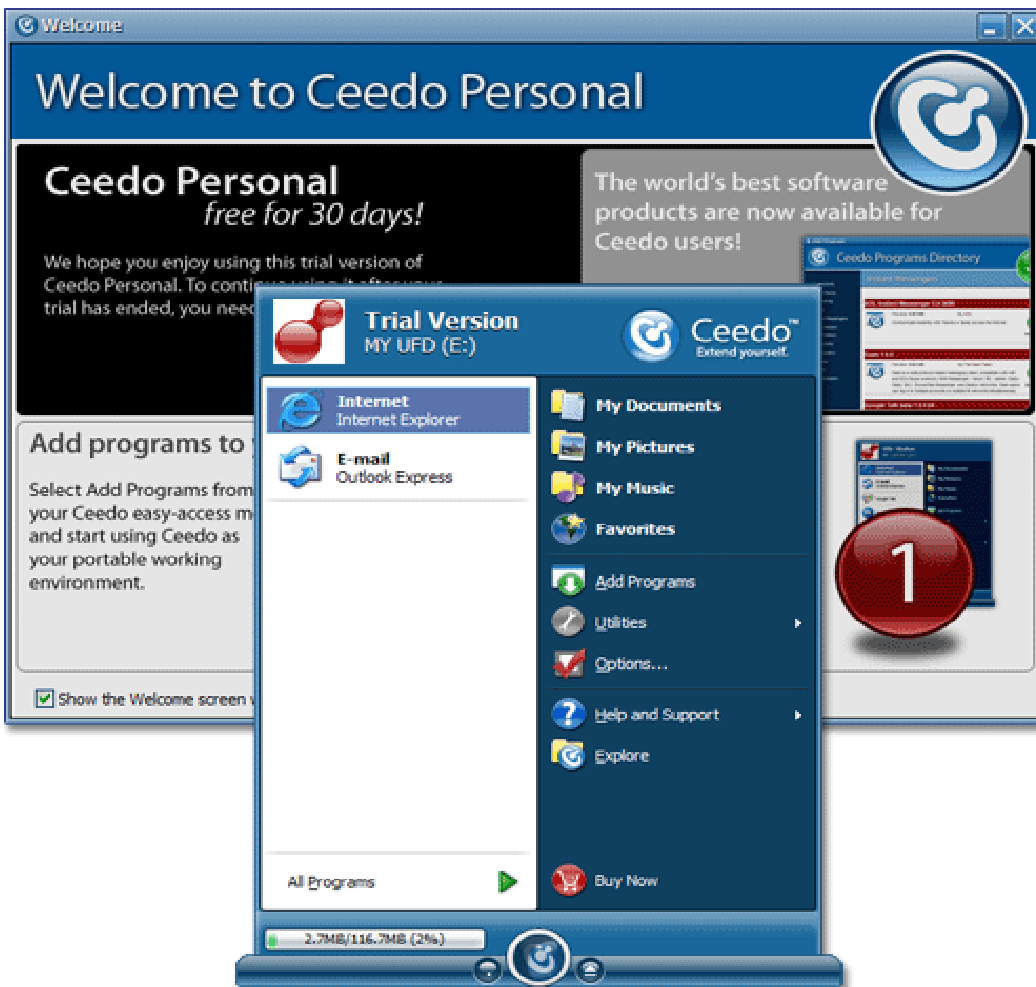 Welcome
Welcome to Ceedo Personal
Ceedo Personal
free for 30 days!
We hope you enjoy using this trial version of
Ceedo Personal. To continue using it after your
trial has ended, you need
The world's best software
products are now available for
Ceedo users!
Ceedo Programs Directory
Add programs to
Select Add Programs from
your Ceedo easy-access m
and start using Ceedo as
your portable working
environment.
1
Show the Welcome screen
Trial Version
MY UFD (E:)
Ceedo™
Extend yourself.
Internet
Internet Explorer
E-mail
Outlook Express
All Programs
My Documents
My Pictures
My Music
Favorites
Add Programs
Utilities
Options...
Help and Support
Explore
Buy Now
2.7MB/116.7MB (2%)